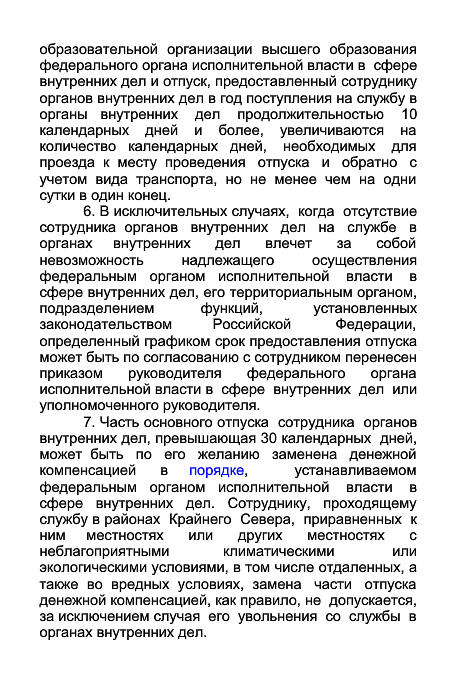 образовательной организации высшего образования
федерального органа исполнительной власти в сфере
внутренних дел и отпуск, предоставленный сотруднику
органов внутренних дел в год поступления на службу в
органы внутренних дел продолжительностью 10
календарных дней и более, увеличиваются на
количество календарных дней, необходимых для
проезда к месту проведения отпуска и обратно с
учетом вида транспорта, но не менее чем на одни
сутки в один конец.
6. В исключительных случаях, когда отсутствие
сотрудника органов внутренних дел на службе в
органах внутренних дел влечет за собой
невозможность надлежащего осуществления
федеральным органом исполнительной власти в
сфере внутренних дел, его территориальным органом,
подразделением функций, установленных
законодательством Российской Федерации,
определенный графиком срок предоставления отпуска
может быть по согласованию с сотрудником перенесен
приказом руководителя федерального органа
исполнительной власти в сфере внутренних дел или
уполномоченного руководителя.
7. Часть основного отпуска сотрудника органов
внутренних дел, превышающая 30 календарных дней,
может быть по его желанию заменена денежной
компенсацией в порядке, устанавливаемом
федеральным органом исполнительной власти в
сфере внутренних дел. Сотруднику, проходящему
службу в районах Крайнего Севера, приравненных к
ним местностях или других местностях с
неблагоприятными климатическими или
экологическими условиями, в том числе отдаленных, а
также во вредных условиях, замена части отпуска
денежной компенсацией, как правило, не допускается,
за исключением случая его увольнения со службы в
органах внутренних дел.